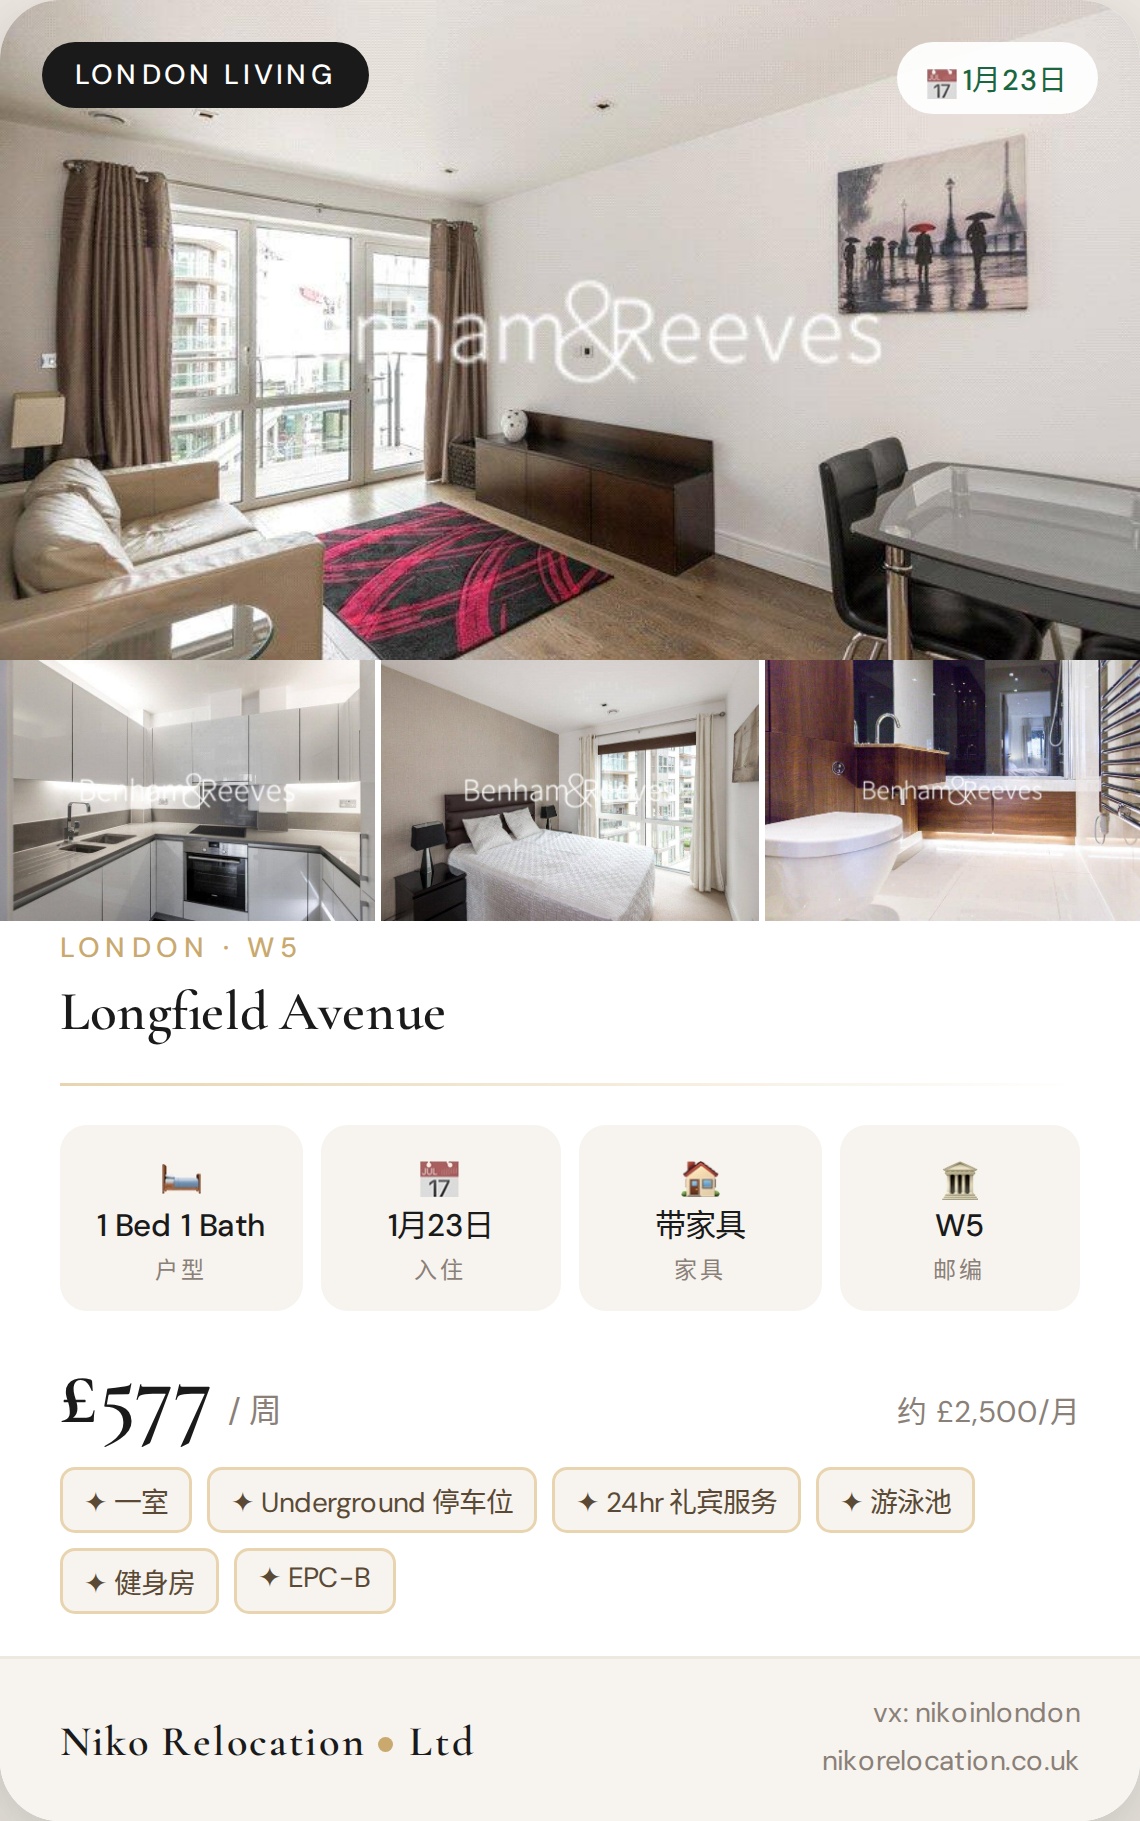 LONDON LIVING
📅 1月23日
nham&Reeves
Benham&Reeves
Benham&Reeves
Benham&Reeves
LONDON · W5
Longfield Avenue
1 Bed 1 Bath
户型
JUL
17
1月23日
入住
带家具
家具
W5
邮编
£577 / 周
约 £2,500/月
✦ 一室
✦ Underground 停车位
✦ 24hr 礼宾服务
✦ 游泳池
✦ 健身房
✦ EPC-B
Niko Relocation • Ltd
vx: nikoinlondon
nikorelocation.co.uk